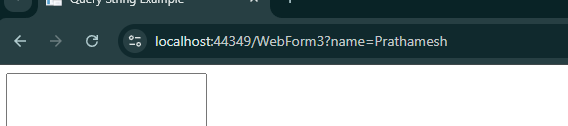 Query String Example
localhost:44349/WebForm3?name=Prathamesh